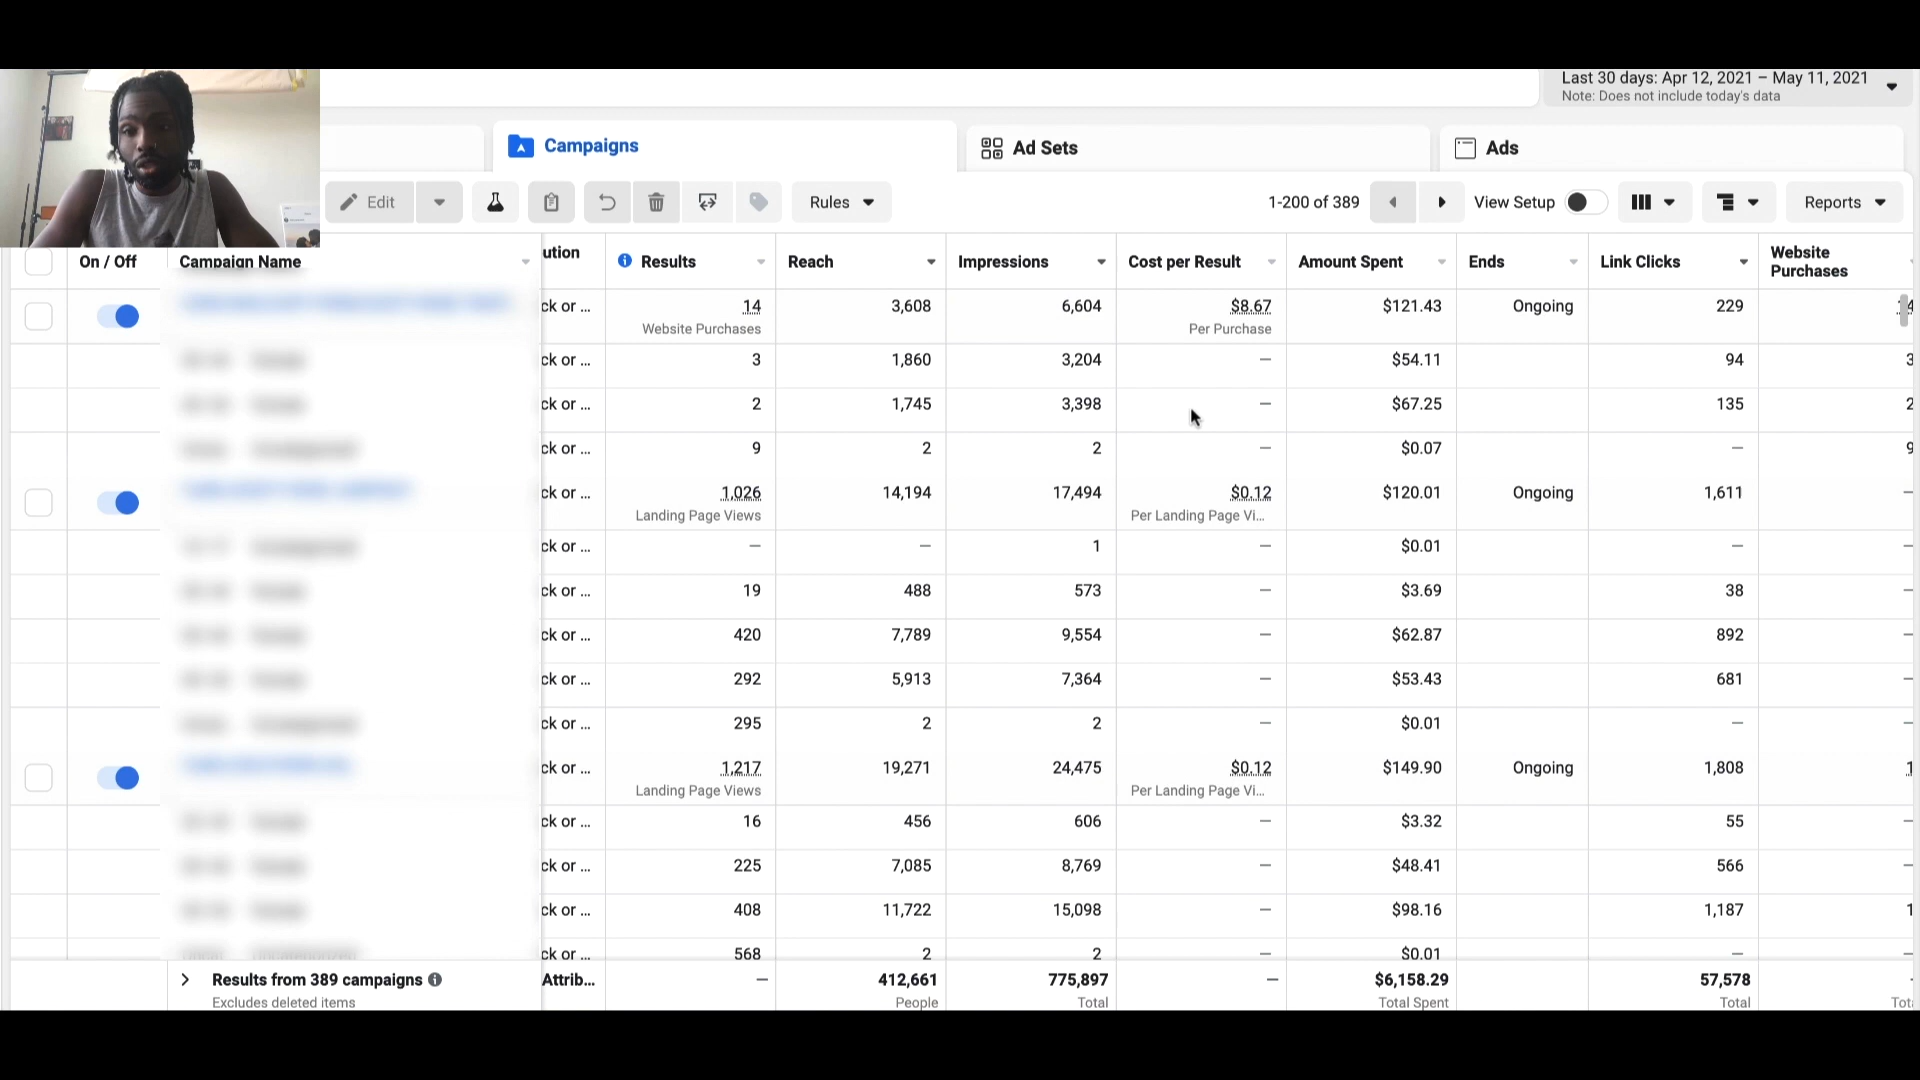 Last 30 days: Apr 12, 2021 – May 11, 2021
Note: Does not include today's data
Campaigns
Ad Sets
Ads
Edit
Rules
1-200 of 389
View Setup
Reports
On / Off
Campaign Name
ution
Results
Reach
Impressions
Cost per Result
Amount Spent
Ends
Link Clicks
Website
Purchases
ck or ... 14 3,608 6,604 $8.67 $121.43 Ongoing 229 14
Website Purchases Per Purchase
ck or ... 3 1,860 3,204 — $54.11 94 3
ck or ... 2 1,745 3,398 — $67.25 135 2
ck or ... 9 2 2 — $0.07 — 9
ck or ... 1,026 14,194 17,494 $0.12 $120.01 Ongoing 1,611 —
Landing Page Views Per Landing Page Vi...
ck or ... — — 1 — $0.01 — —
ck or ... 19 488 573 — $3.69 38 —
ck or ... 420 7,789 9,554 — $62.87 892 —
ck or ... 292 5,913 7,364 — $53.43 681 —
ck or ... 295 2 2 — $0.01 — —
ck or ... 1,217 19,271 24,475 $0.12 $149.90 Ongoing 1,808 1
Landing Page Views Per Landing Page Vi...
ck or ... 16 456 606 — $3.32 55 —
ck or ... 225 7,085 8,769 — $48.41 566 —
ck or ... 408 11,722 15,098 — $98.16 1,187 1
ck or ... 568 2 2 — $0.01 — —
Results from 389 campaigns Attrib... — 412,661 775,897 — $6,158.29 57,578
Excludes deleted items People Total Total Spent Total Tot